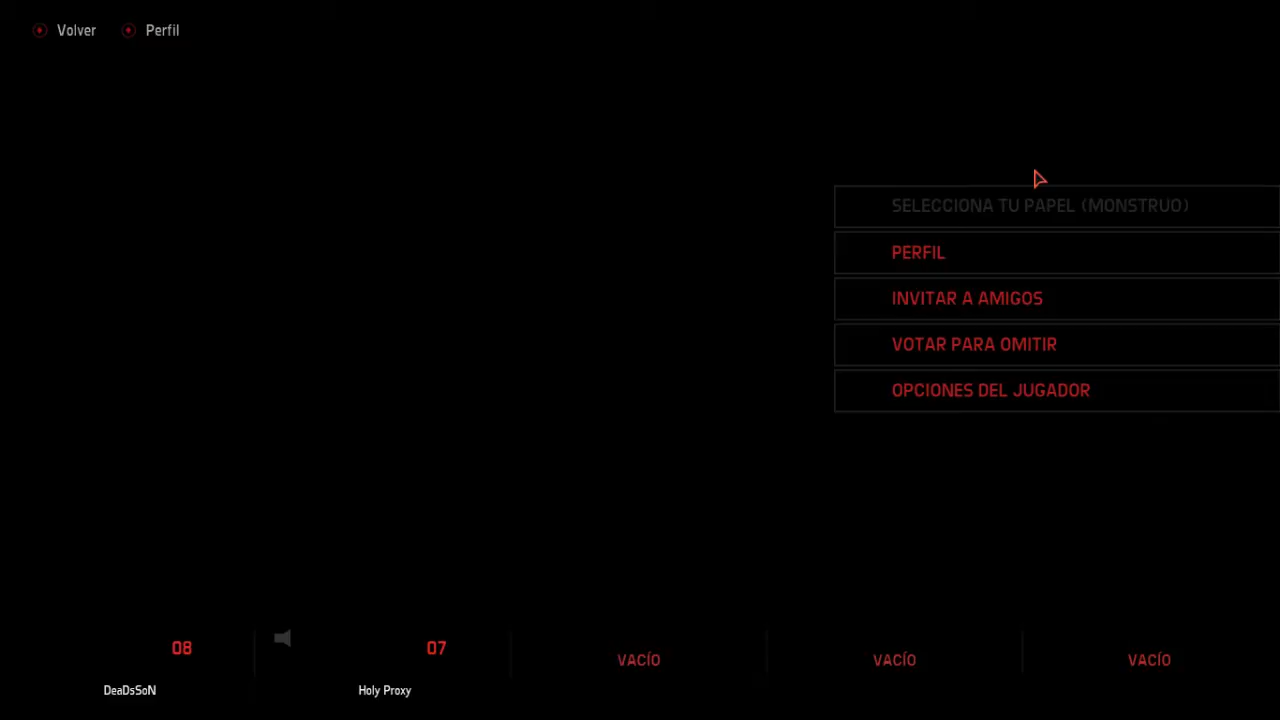 Volver
Perfil
SELECCIONA TU PAPEL (MONSTRUO)
PERFIL
INVITAR A AMIGOS
VOTAR PARA OMITIR
OPCIONES DEL JUGADOR
08
07
VACÍO
VACÍO
VACÍO
DeaDsSoN
Holy Proxy